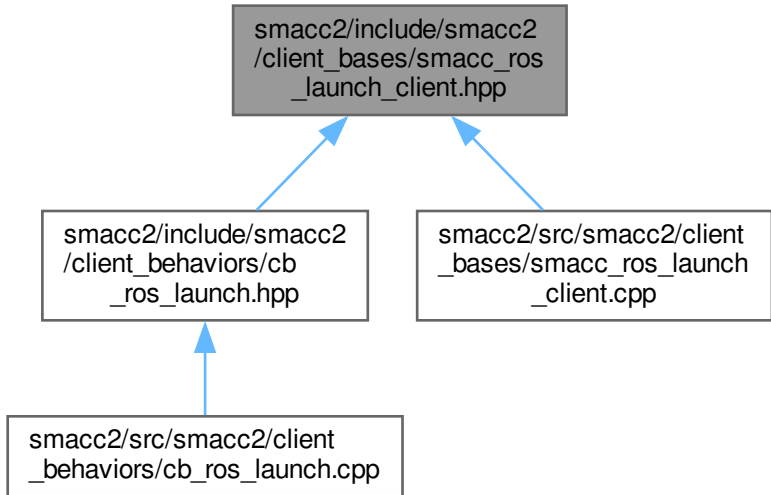 smacc2/include/smacc2
/client_bases/smacc_ros
_launch_client.hpp
smacc2/include/smacc2
/client_behaviors/cb
_ros_launch.hpp
smacc2/src/smacc2/client
_bases/smacc_ros_launch
_client.cpp
smacc2/src/smacc2/client
_behaviors/cb_ros_launch.cpp